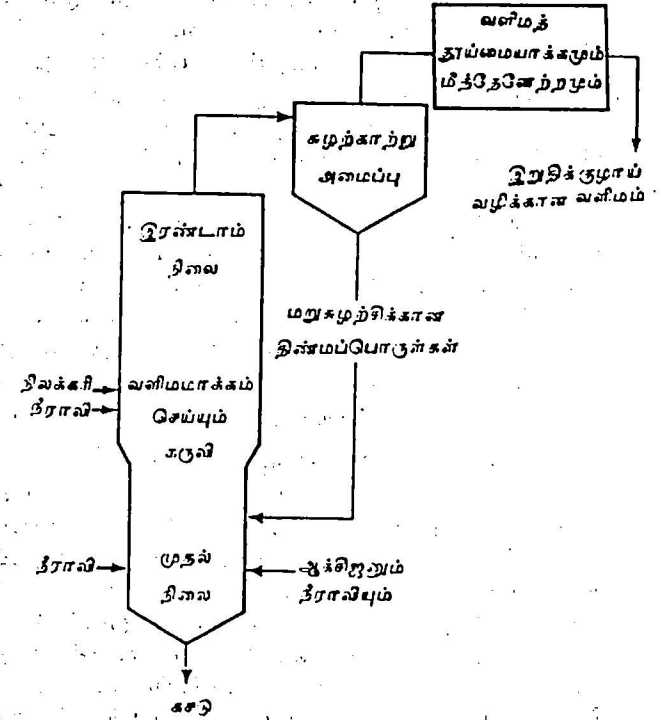 வளிமத்
தூய்மையாக்கமும்
மீத்தேனேற்றமும்
சுழற்காற்று
அமைப்பு
இறுதிக்குழாய்
வழிக்கான வளிமம்
இரண்டாம்
நிலை
மறுசுழற்சிக்கான
திண்மப்பொருள்கள்
நிலக்கரி
நீராவி
வளிமமாக்கம்
செய்யும்
கருவி
நீராவி
முதல்
நிலை
ஆக்சிஜனும்
நீராவியும்
கசடு